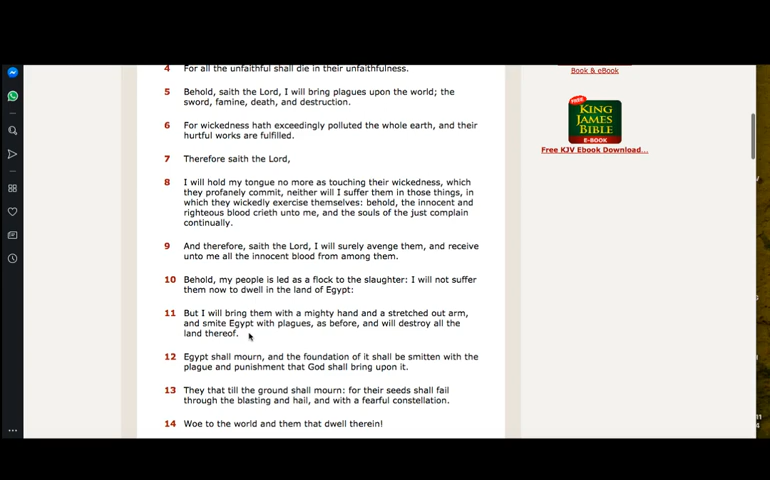 4 For all the unfaithful shall die in their unfaithfulness.
5 Behold, saith the Lord, I will bring plagues upon the world; the
sword, famine, death, and destruction.
6 For wickedness hath exceedingly polluted the whole earth, and their
hurtful works are fulfilled.
7 Therefore saith the Lord,
8 I will hold my tongue no more as touching their wickedness, which
they profanely commit, neither will I suffer them in those things, in
which they wickedly exercise themselves: behold, the innocent and
righteous blood crieth unto me, and the souls of the just complain
continually.
9 And therefore, saith the Lord, I will surely avenge them, and receive
unto me all the innocent blood from among them.
10 Behold, my people is led as a flock to the slaughter: I will not suffer
them now to dwell in the land of Egypt:
11 But I will bring them with a mighty hand and a stretched out arm,
and smite Egypt with plagues, as before, and will destroy all the
land thereof.
12 Egypt shall mourn, and the foundation of it shall be smitten with the
plague and punishment that God shall bring upon it.
13 They that till the ground shall mourn: for their seeds shall fail
through the blasting and hail, and with a fearful constellation.
14 Woe to the world and them that dwell therein!
Book & eBook
FREE
KING
JAMES
BIBLE
E-BOOK
Free KJV Ebook Download...